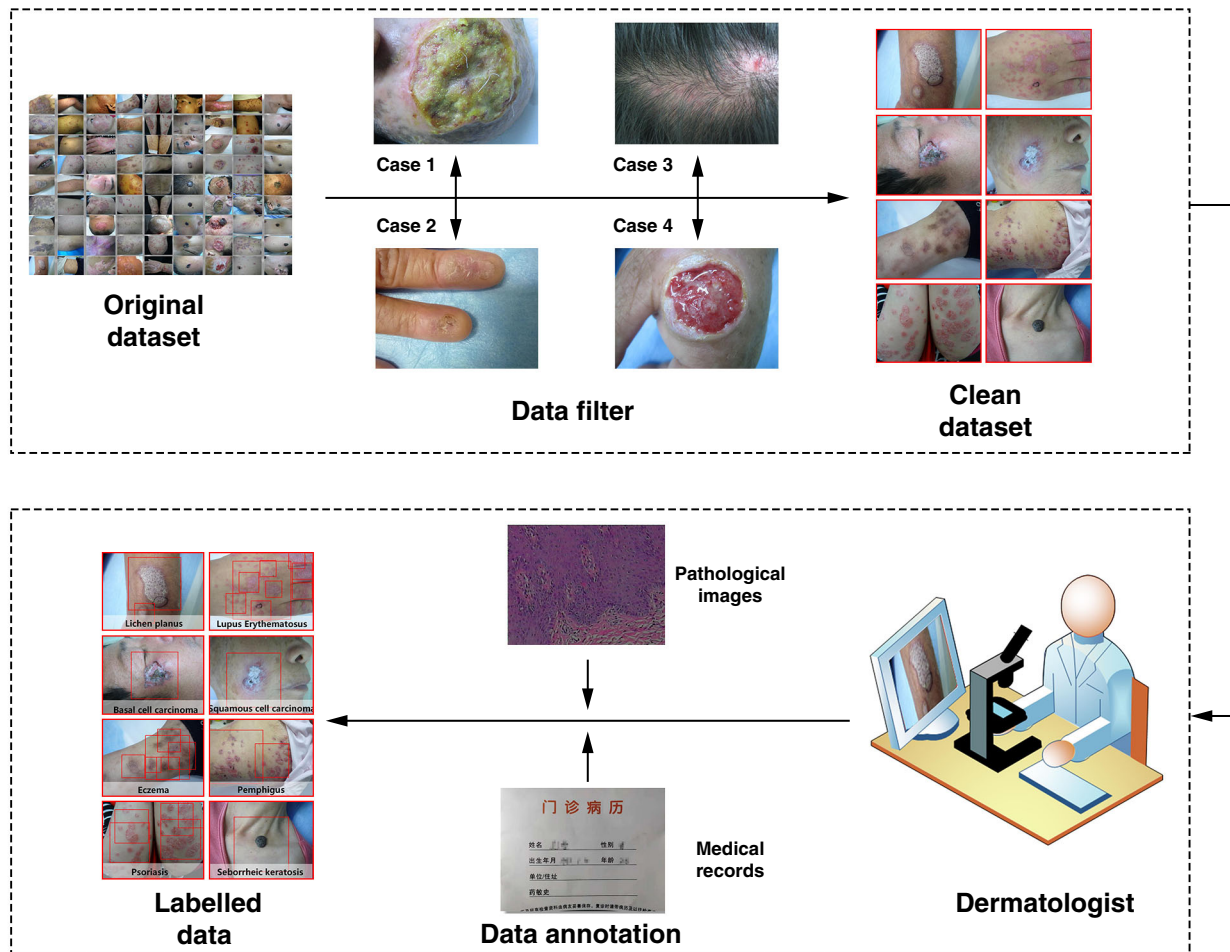 Case 1
Case 3
Case 2
Case 4
Original
dataset
Data filter
Clean
dataset
Pathological
images
Lichen planus
Lupus Erythematosus
Basal cell carcinoma
Squamous cell carcinoma
Eczema
Pemphigus
Psoriasis
Seborrheic keratosis
门诊病历
姓名
性别
出生年月
年龄
单位/住址
药敏史
Medical
records
Labelled
data
Data annotation
Dermatologist